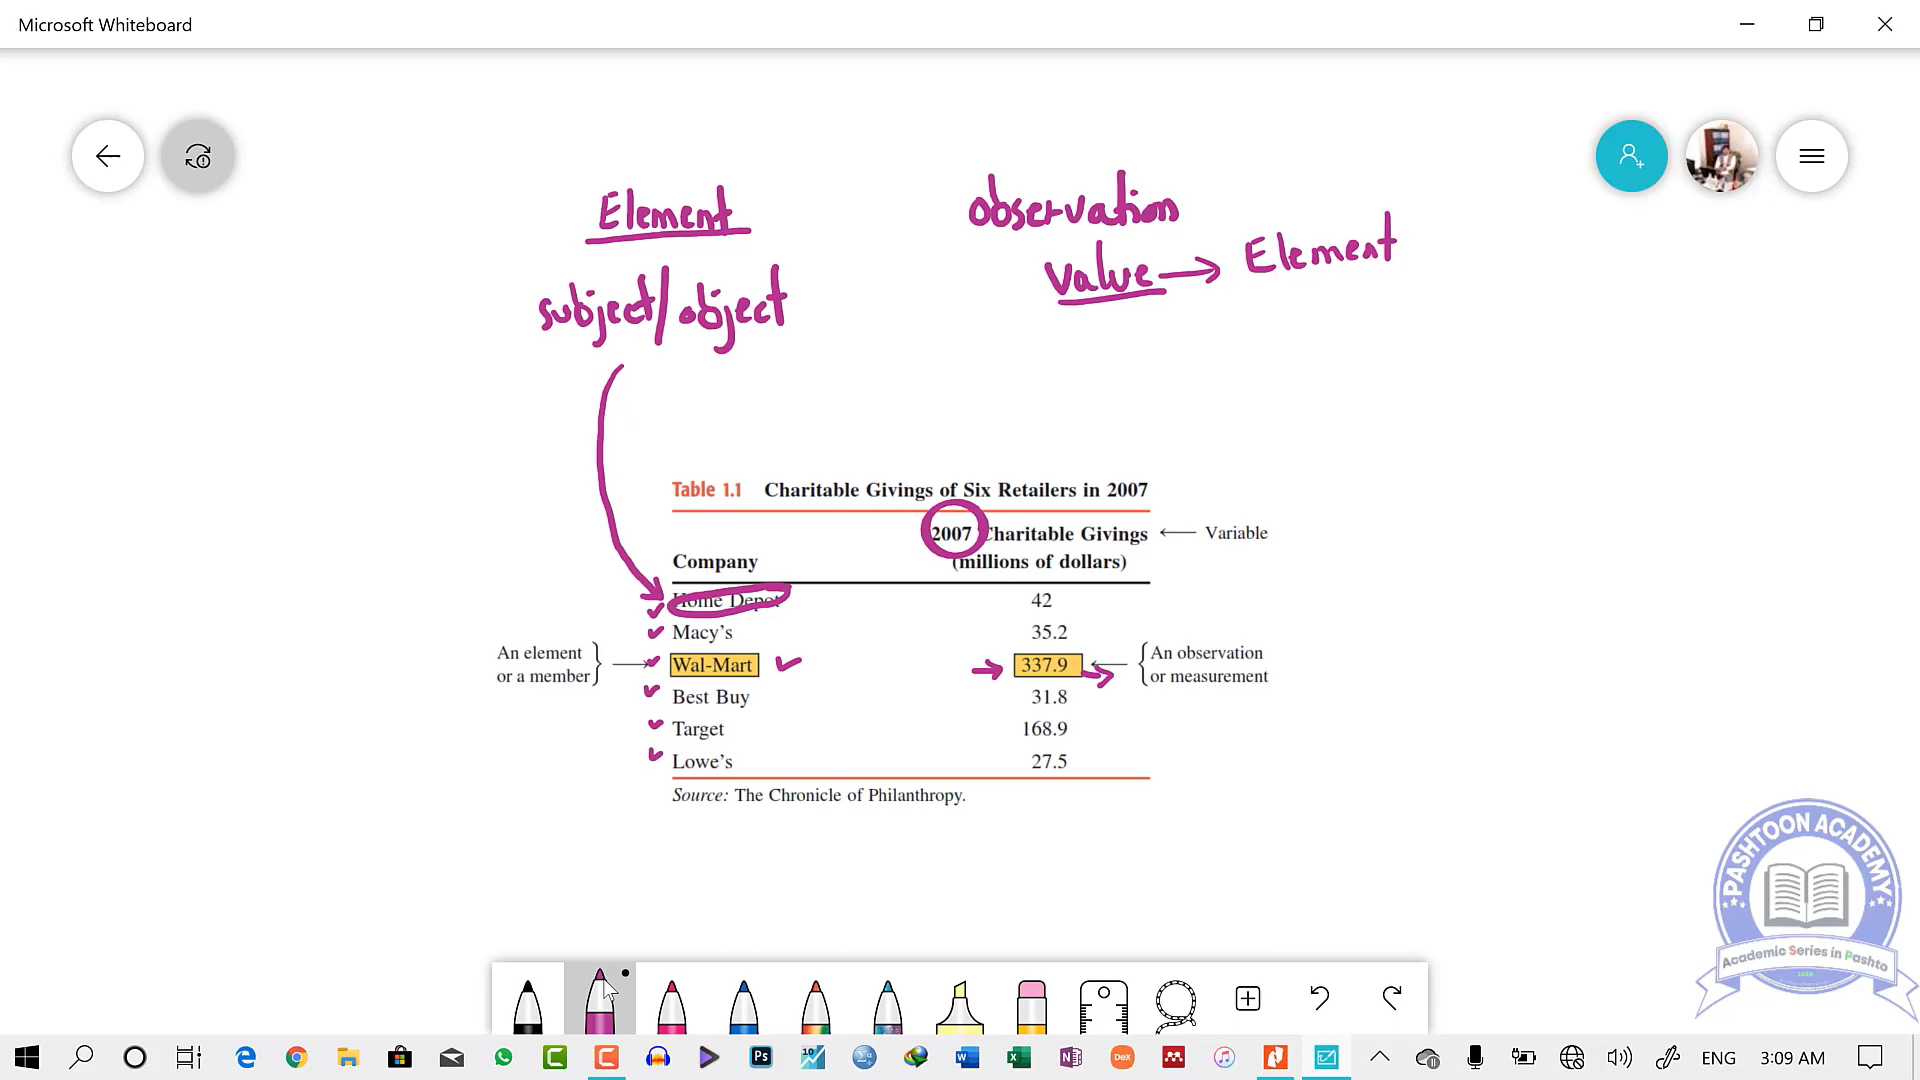 Microsoft Whiteboard
Element
subject/object
observation
value → Element
Table 1.1 Charitable Givings of Six Retailers in 2007
2007 Charitable Givings
(millions of dollars)
← Variable
Company
Home Depot 42
Macy's 35.2
An element
or a member
Wal-Mart 337.9
An observation
or measurement
Best Buy 31.8
Target 168.9
Lowe's 27.5
Source: The Chronicle of Philanthropy.
PASHTOON ACADEMY
Academic Series in Pashto
ENG
3:09 AM